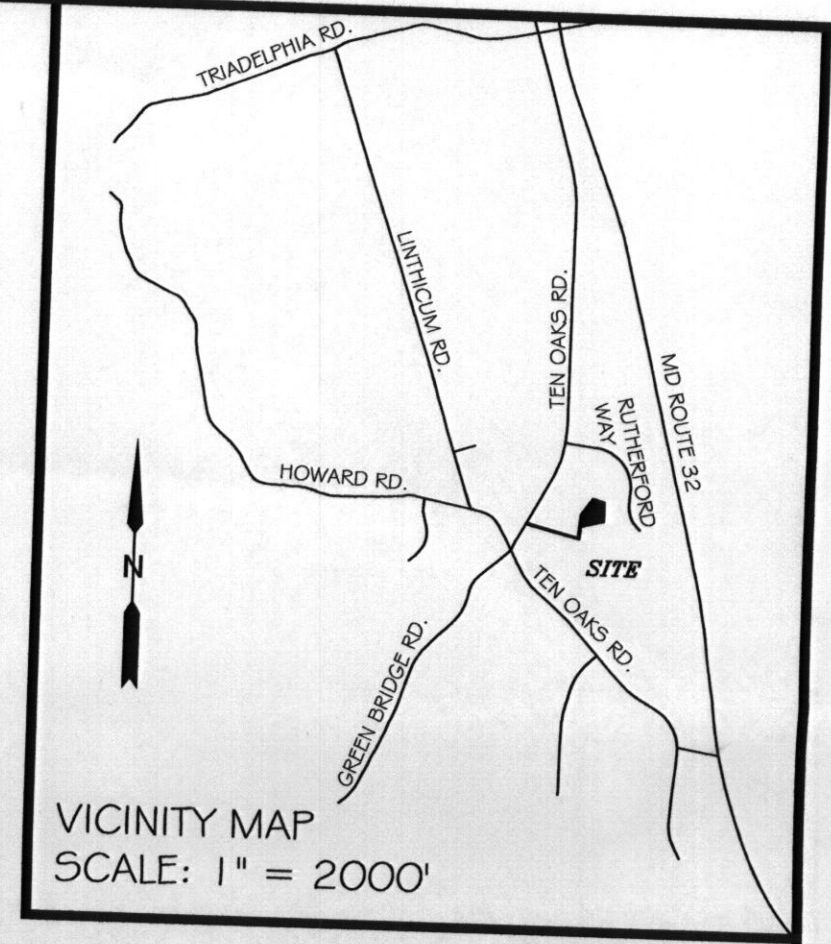 TRIADELPHIA RD.
LINTHICUM RD.
TEN OAKS RD.
MD ROUTE 32
RUTHERFORD
WAY
HOWARD RD.
SITE
N
TEN OAKS RD.
GREEN BRIDGE RD.
VICINITY MAP
SCALE: 1" = 2000'